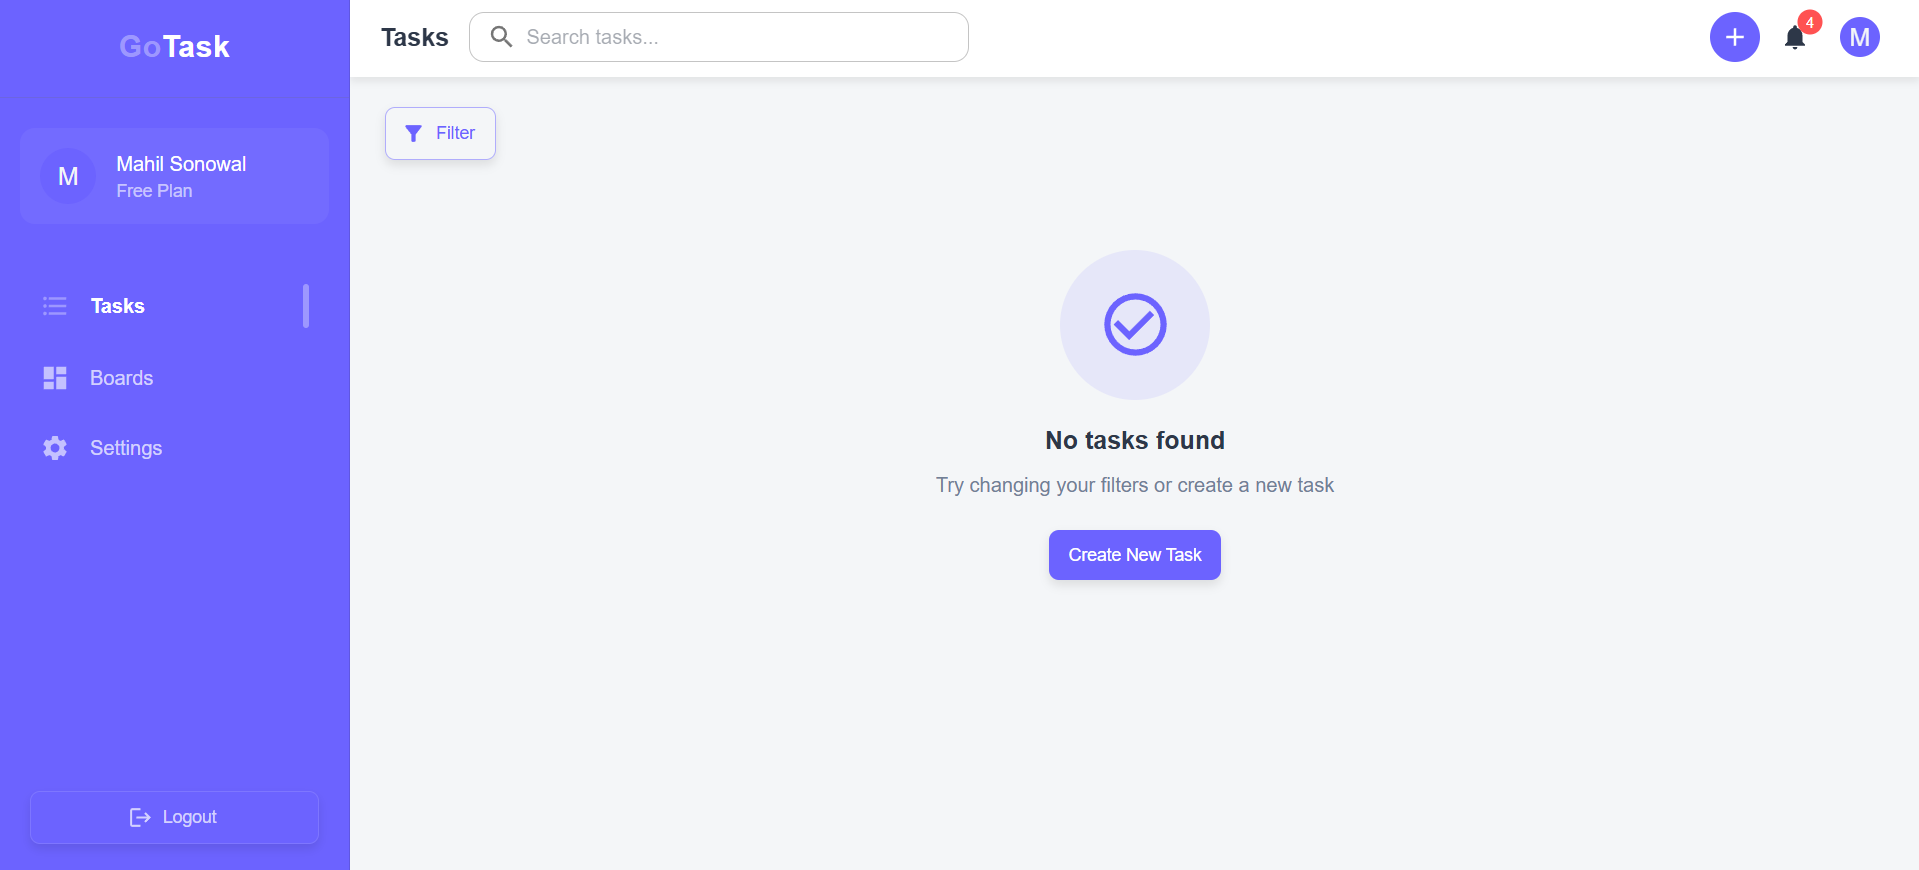 GoTask
M
Mahil Sonowal
Free Plan
Tasks
Boards
Settings
Logout
Tasks
Search tasks...
4
M
Filter
No tasks found
Try changing your filters or create a new task
Create New Task